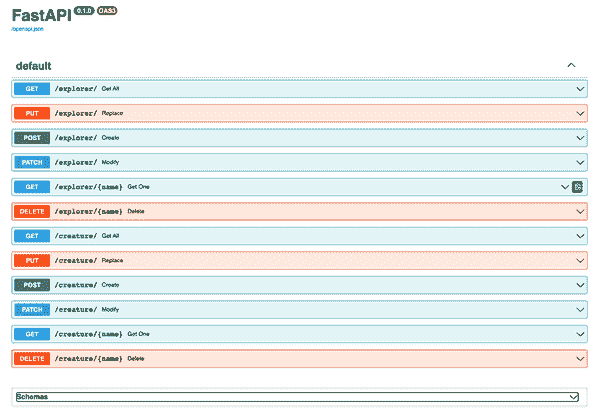 FastAPI 0.1.0 OAS3
/openapi.json
default
GET /explorer/ Get All
PUT /explorer/ Replace
POST /explorer/ Create
PATCH /explorer/ Modify
GET /explorer/{name} Get One
DELETE /explorer/{name} Delete
GET /creature/ Get All
PUT /creature/ Replace
POST /creature/ Create
PATCH /creature/ Modify
GET /creature/{name} Get One
DELETE /creature/{name} Delete
Schemas